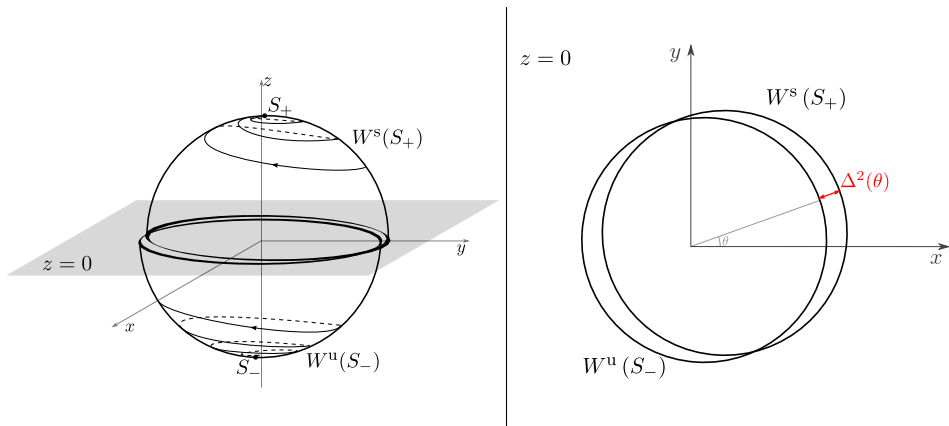 z
S₊
Wˢ(S₊)
y
z = 0
x
Wᵘ(S₋)
S₋
z = 0
y
Wˢ (S₊)
Δ²(θ)
θ
x
Wᵘ (S₋)